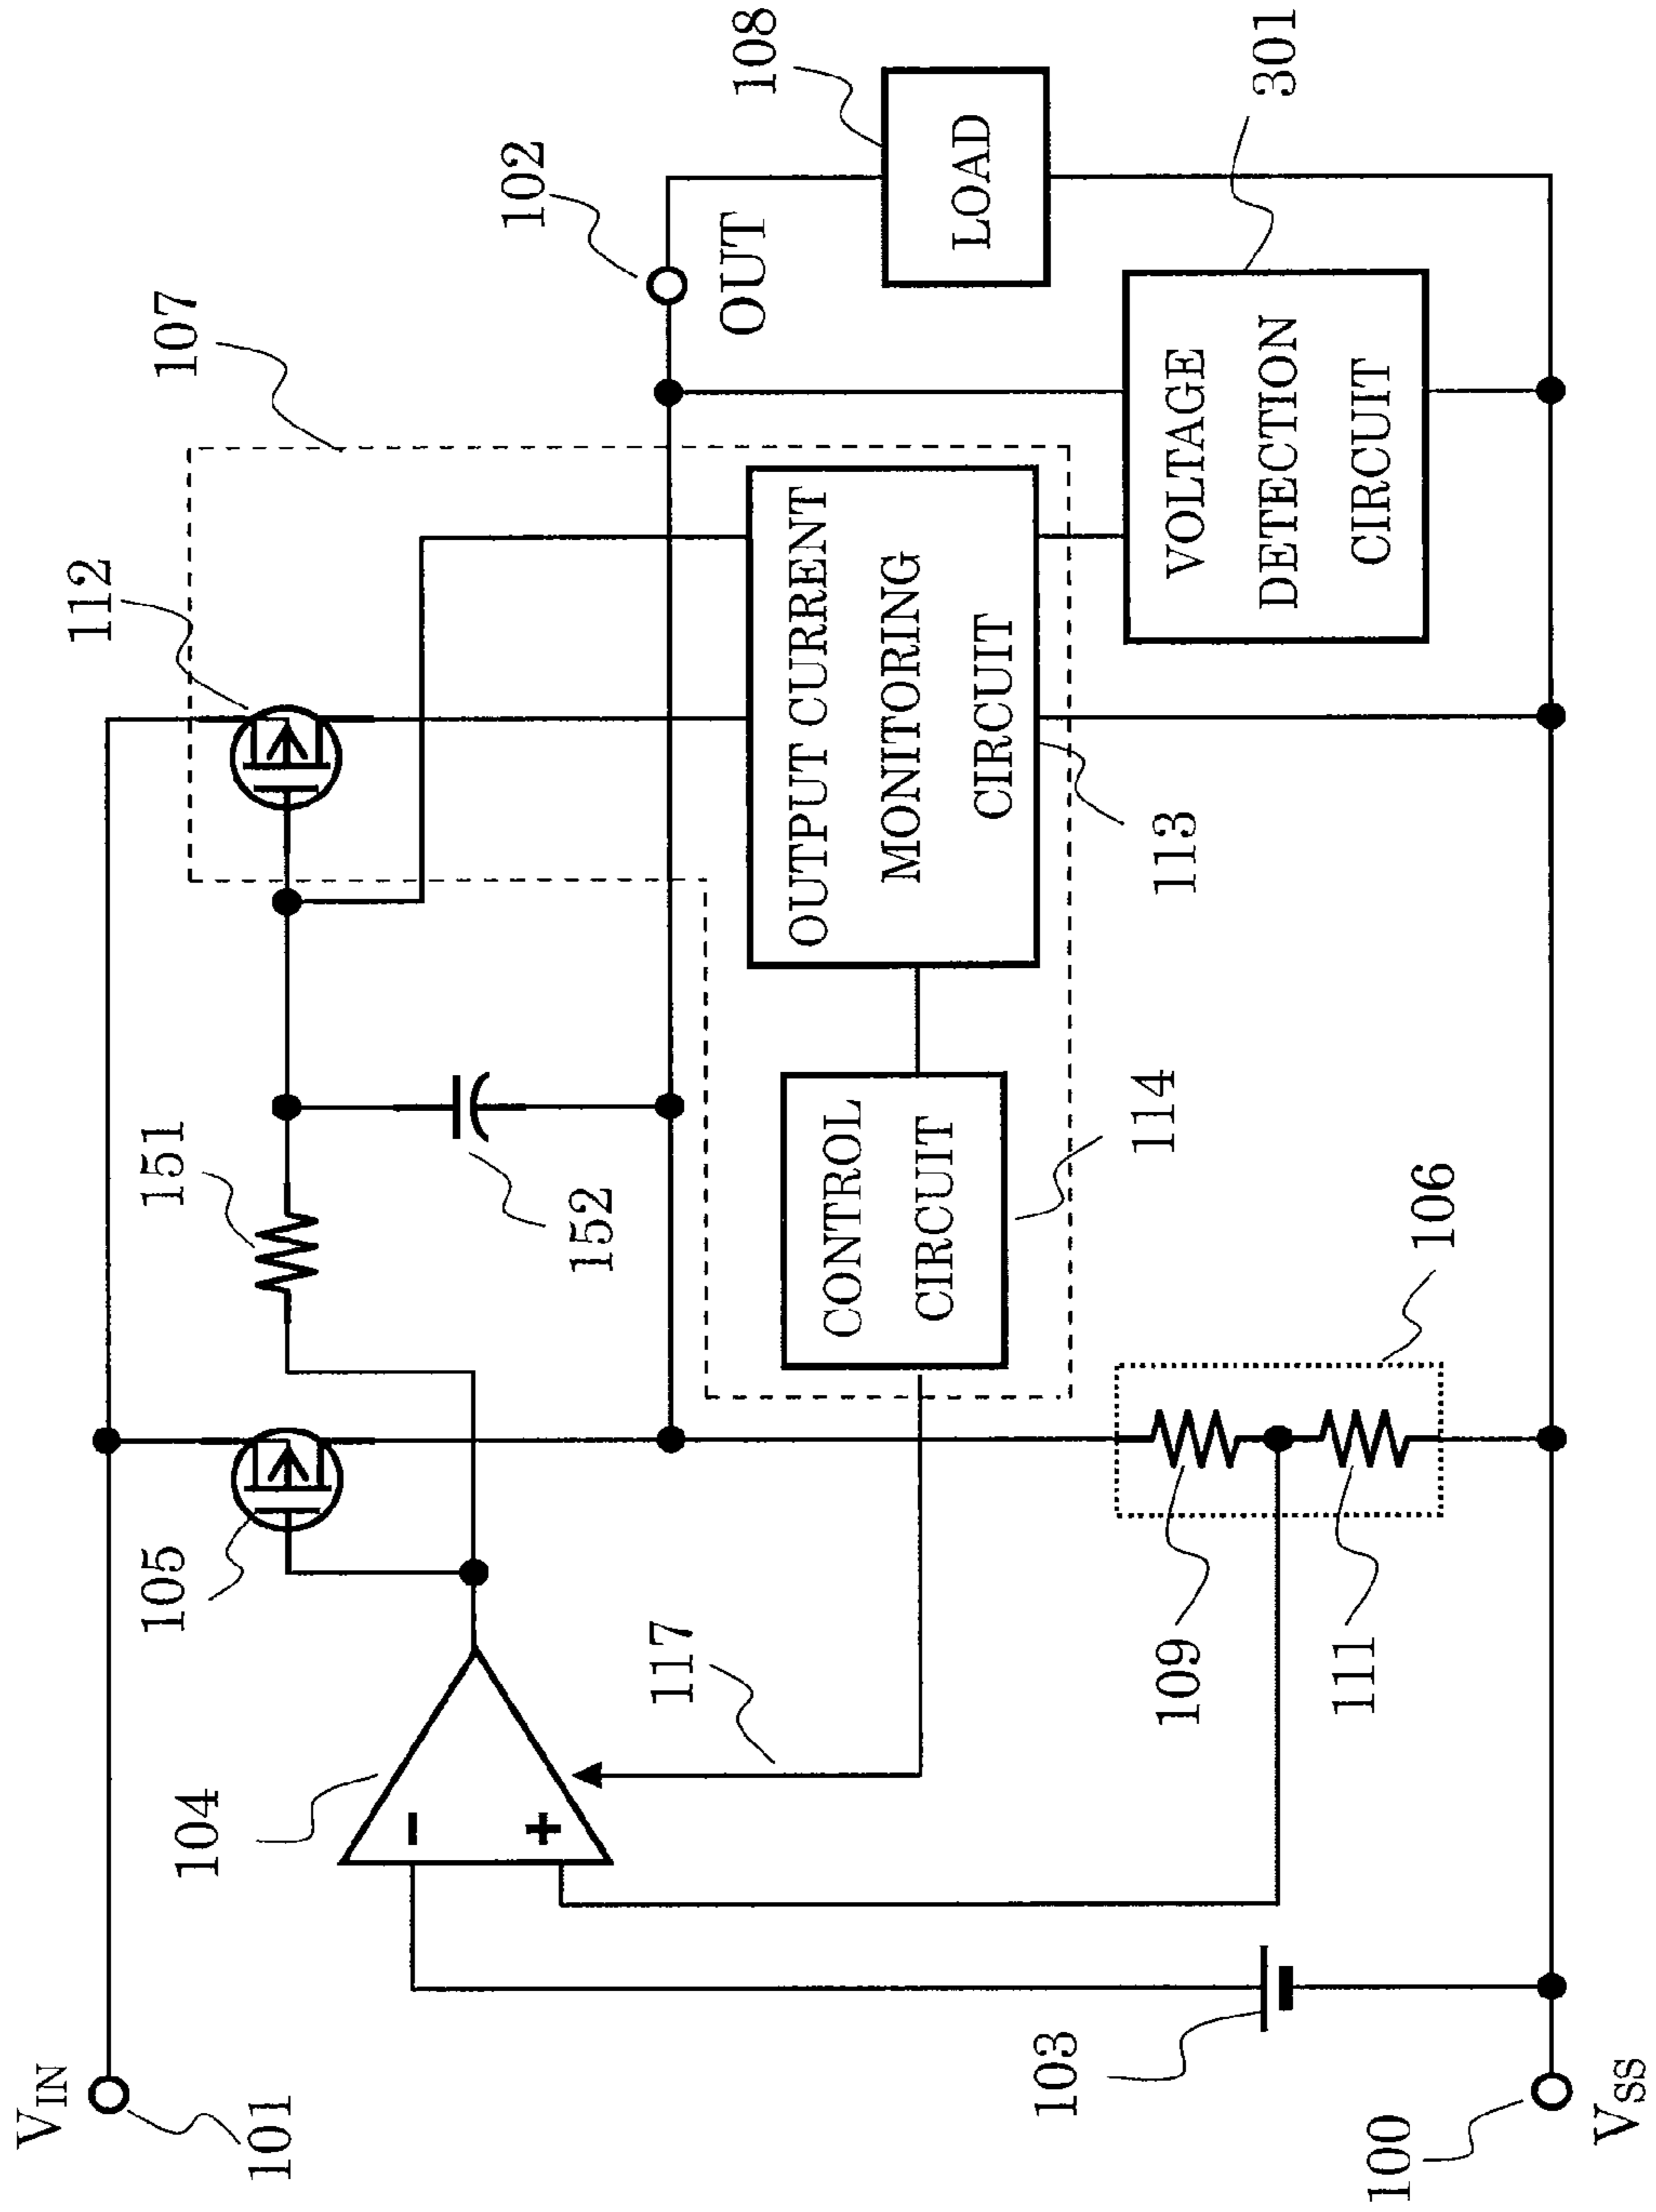 V_IN
101
104
105
151
112
107
102
OUT
108
LOAD
152
117
CONTROL
CIRCUIT
114
OUTPUT CURRENT
MONITORING
CIRCUIT
113
VOLTAGE
DETECTION
CIRCUIT
301
106
109
111
103
100
V_SS
-
+